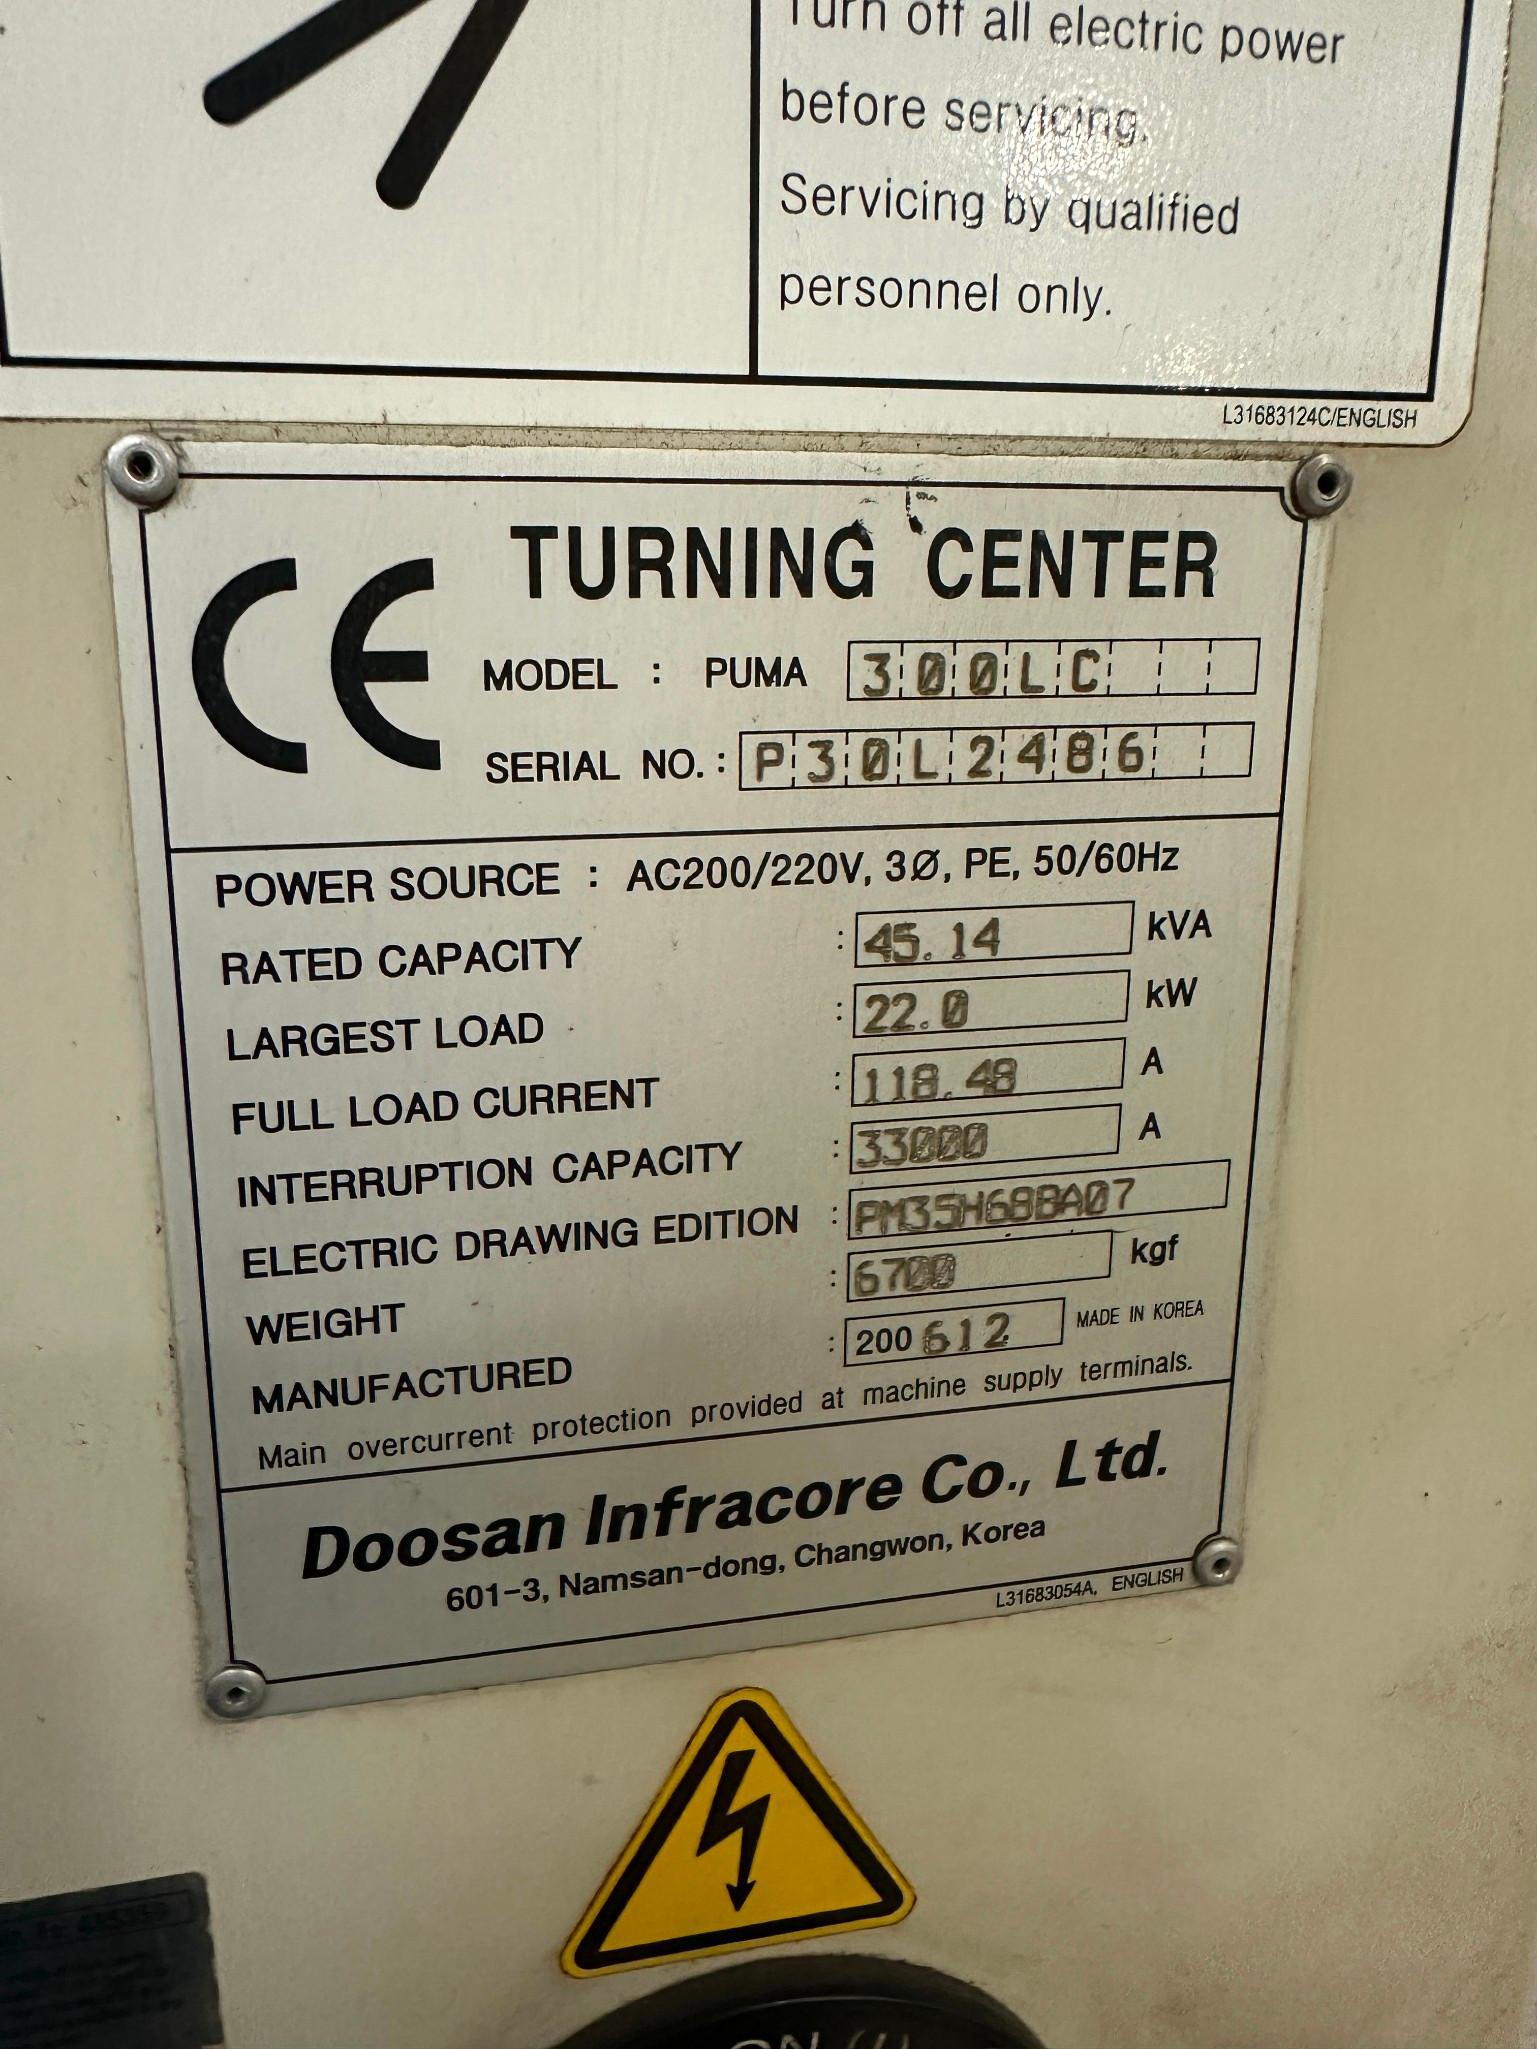 Turn off all electric power
before servicing.
Servicing by qualified
personnel only.
L31683124C/ENGLISH
CE TURNING CENTER
MODEL : PUMA 300LC
SERIAL NO. : P30L2486
POWER SOURCE : AC200/220V, 3Ø, PE, 50/60Hz
RATED CAPACITY : 45.14 kVA
LARGEST LOAD : 22.0 kW
FULL LOAD CURRENT : 118.48 A
INTERRUPTION CAPACITY : 33000 A
ELECTRIC DRAWING EDITION : PM35H68BA07
WEIGHT : 6700 kgf
MANUFACTURED : 200612 MADE IN KOREA
Main overcurrent protection provided at machine supply terminals.
Doosan Infracore Co., Ltd.
601-3, Namsan-dong, Changwon, Korea
L31683054A, ENGLISH